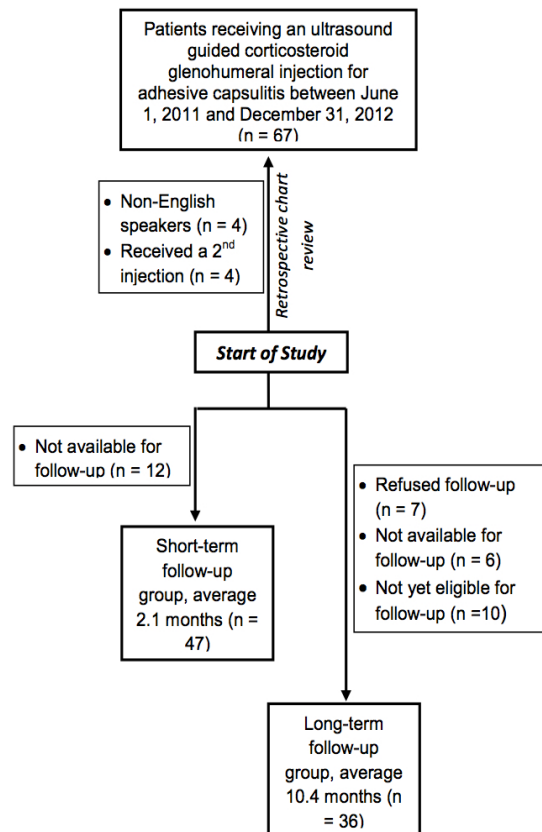 Patients receiving an ultrasound
guided corticosteroid
glenohumeral injection for
adhesive capsulitis between June
1, 2011 and December 31, 2012
(n = 67)
• Non-English
speakers (n = 4)
• Received a 2nd
injection (n = 4)
Retrospective chart
review
Start of Study
• Not available for
follow-up (n = 12)
• Refused follow-up
(n = 7)
• Not available for
follow-up (n = 6)
• Not yet eligible for
follow-up (n =10)
Short-term
follow-up
group, average
2.1 months (n =
47)
Long-term
follow-up
group, average
10.4 months (n
= 36)